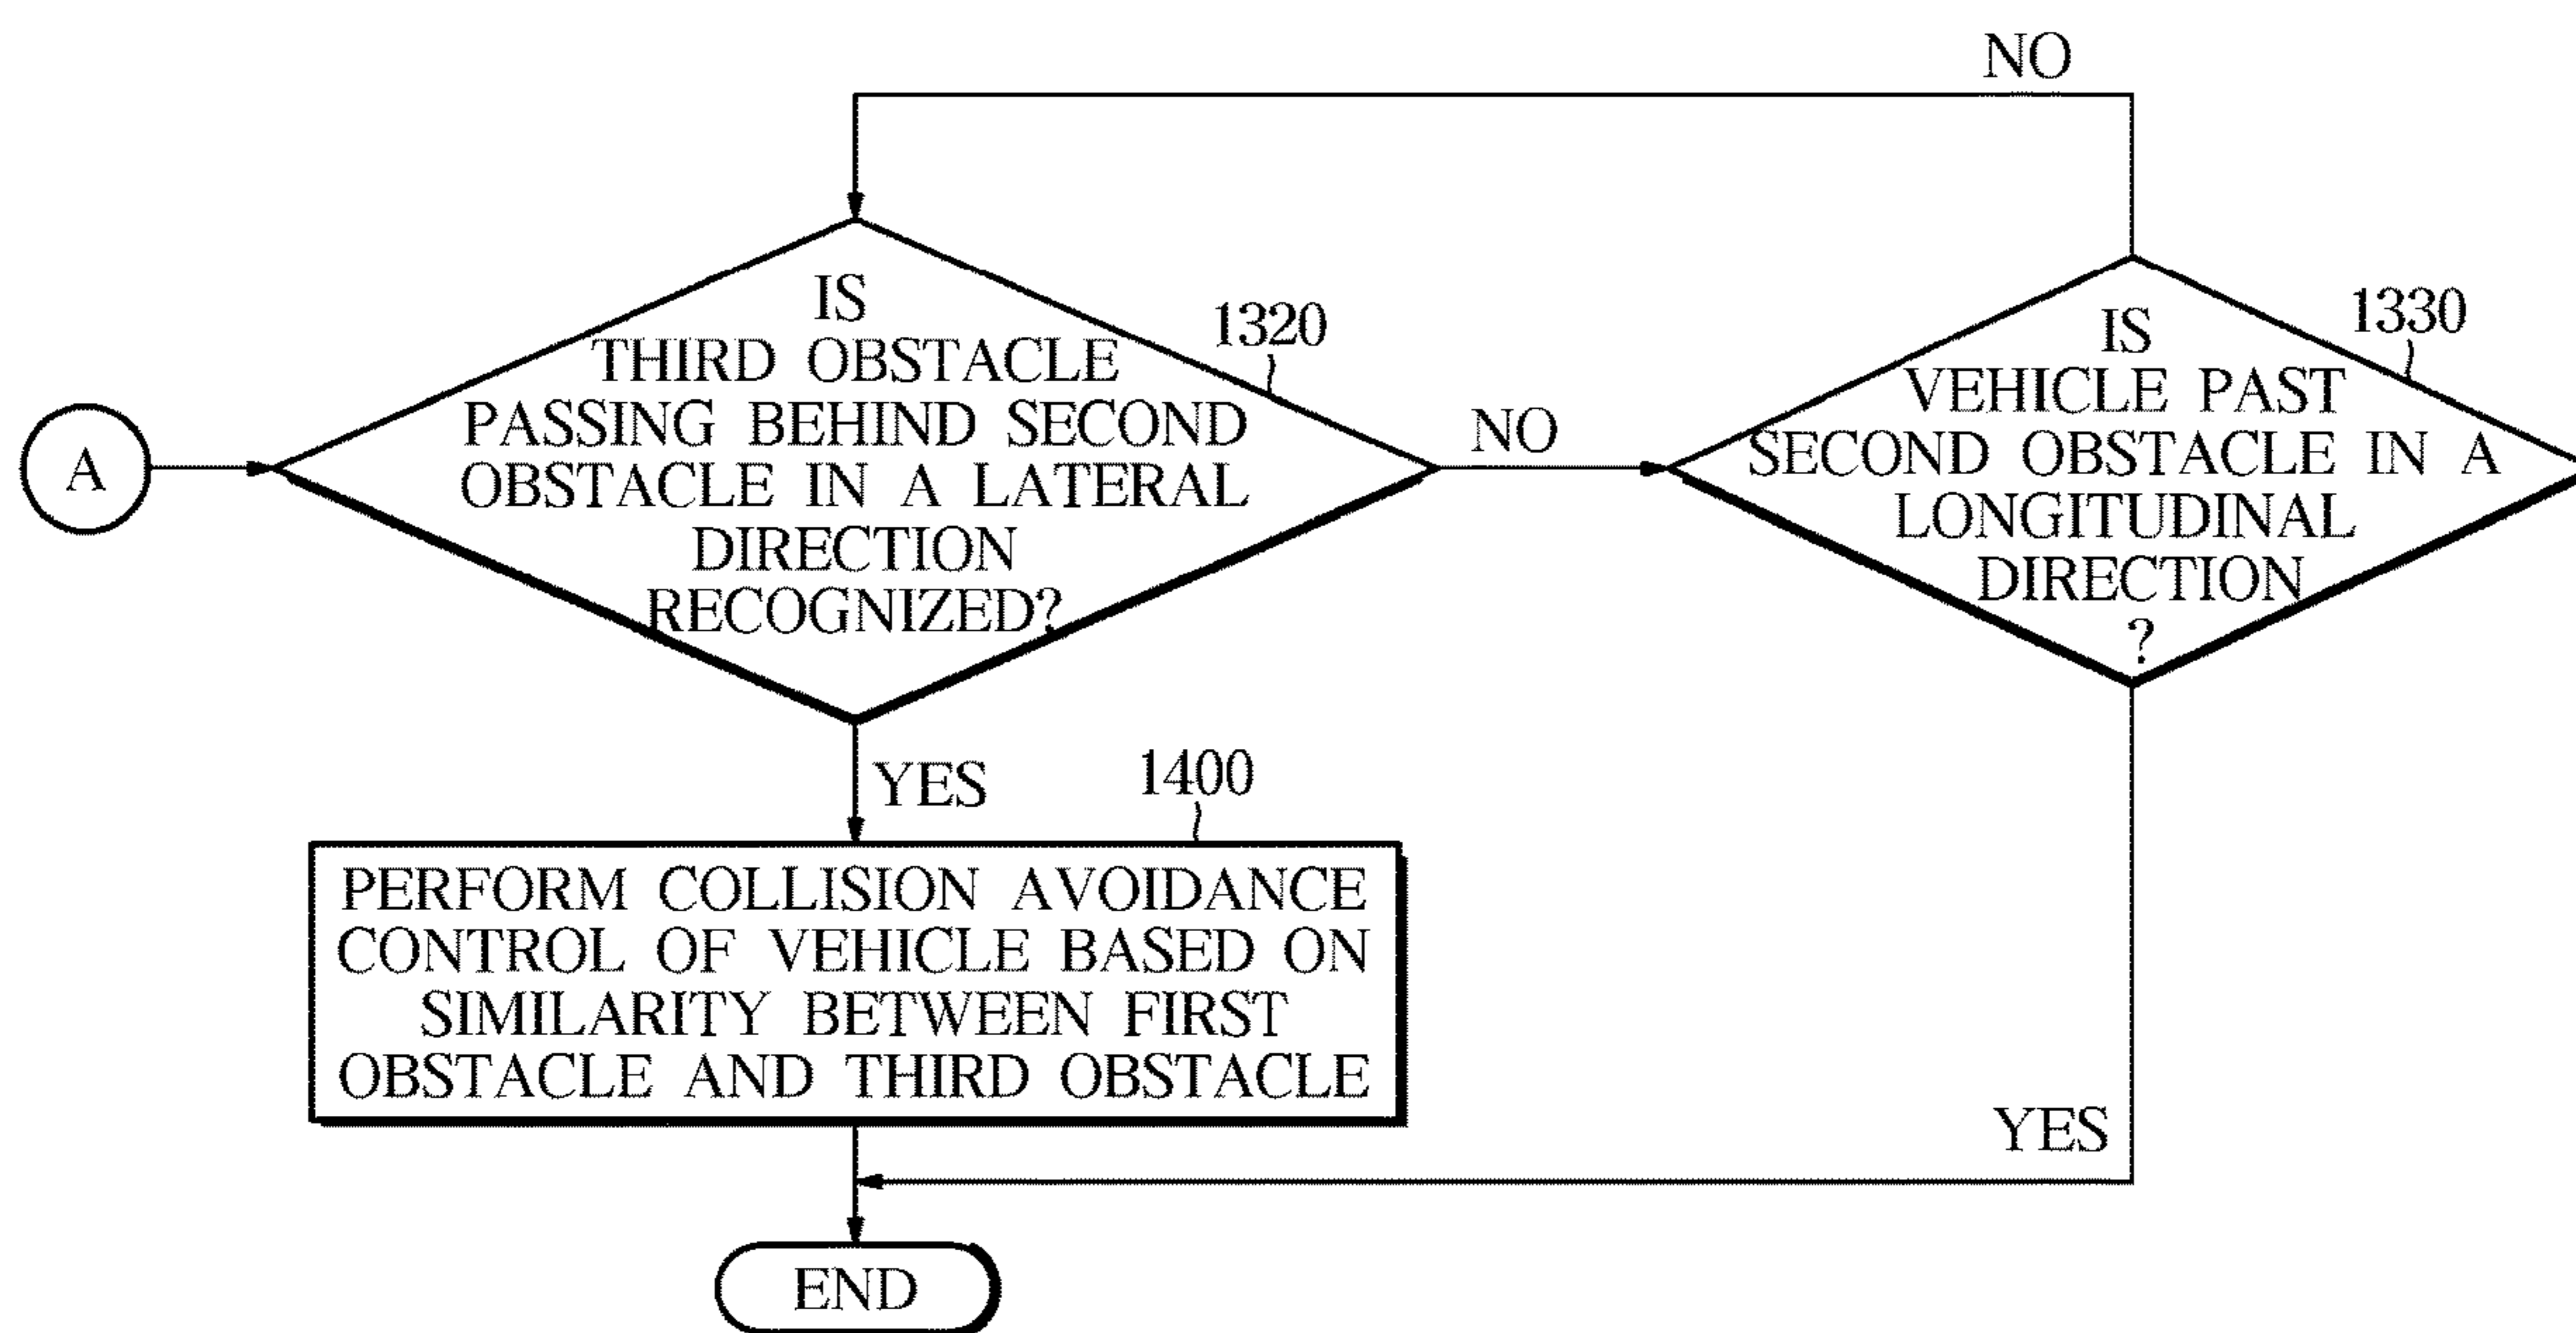 NO
IS
THIRD OBSTACLE
PASSING BEHIND SECOND
OBSTACLE IN A LATERAL
DIRECTION
RECOGNIZED?
1320
NO
IS
VEHICLE PAST
SECOND OBSTACLE IN A
LONGITUDINAL
DIRECTION
?
1330
A
YES
1400
PERFORM COLLISION AVOIDANCE
CONTROL OF VEHICLE BASED ON
SIMILARITY BETWEEN FIRST
OBSTACLE AND THIRD OBSTACLE
YES
END